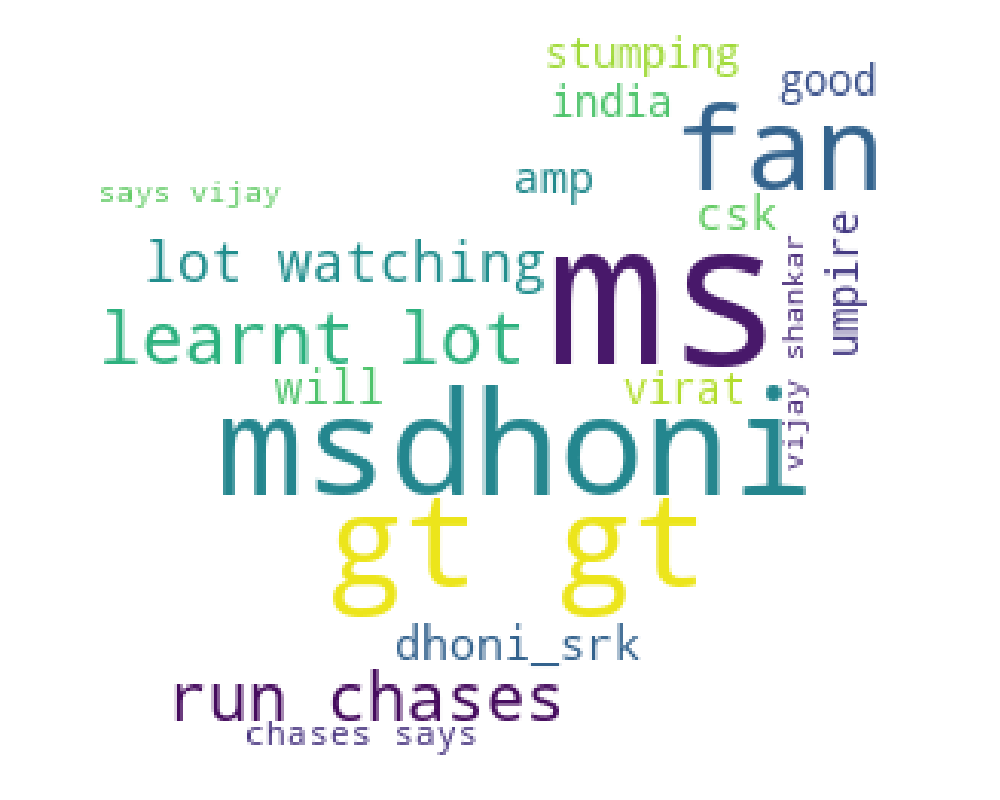 stumping
good
india
fan
amp
says vijay
csk
umpire
lot watching
ms
vijay shankar
learnt lot
will
virat
msdhoni
gt gt
dhoni_srk
run chases
chases says